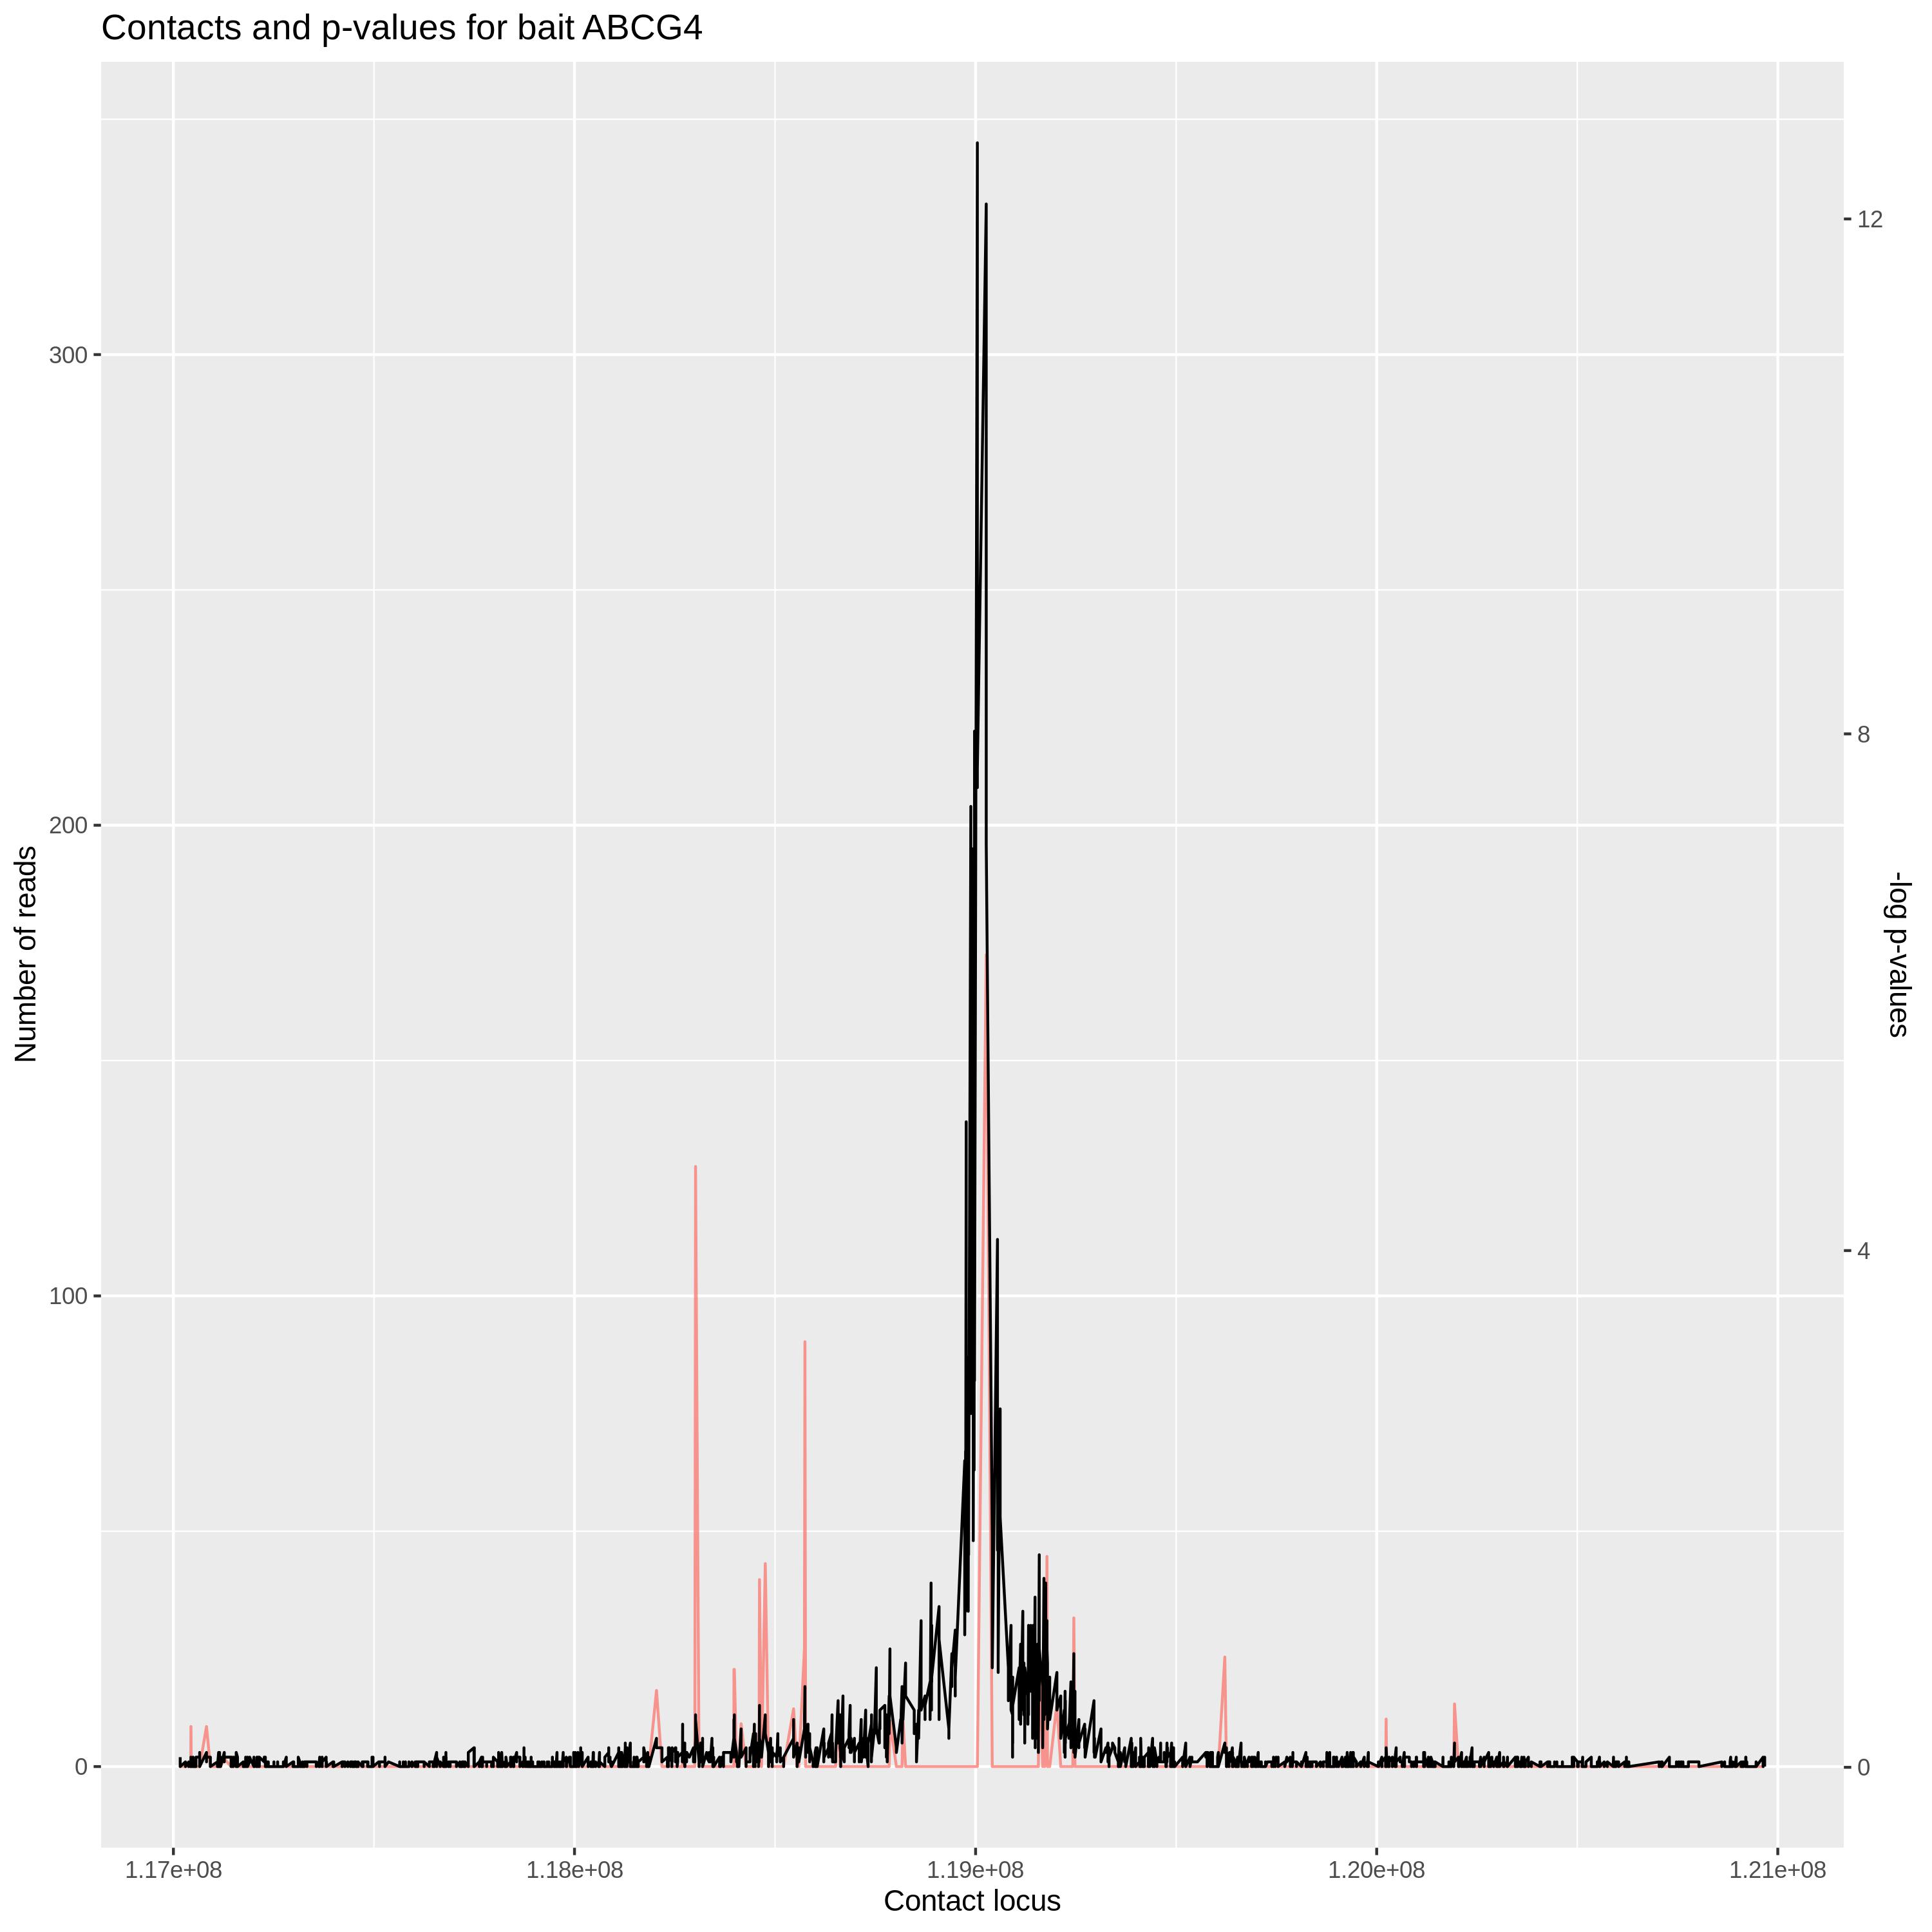 Contacts and p-values for bait ABCG4
300
200
100
0
Number of reads
12
8
4
0
-log p-values
1.17e+08 1.18e+08 1.19e+08 1.20e+08 1.21e+08
Contact locus